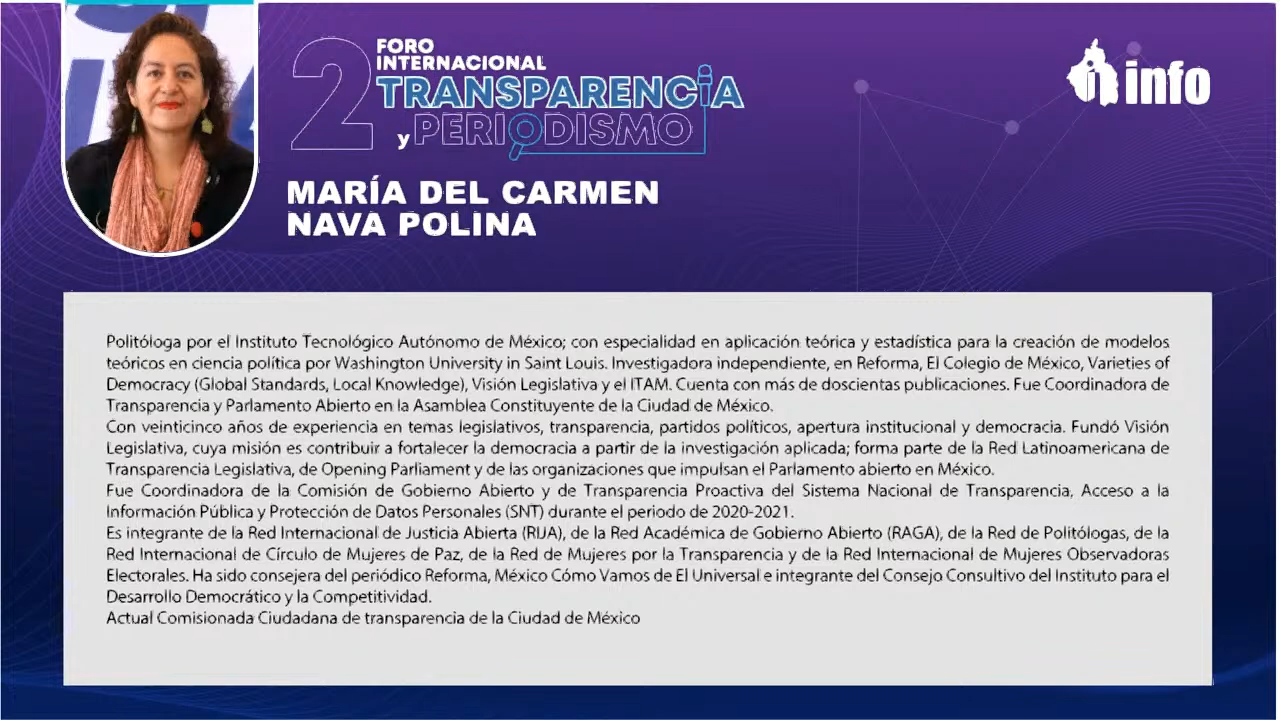 2 FORO
INTERNACIONAL
TRANSPARENCIA
y PERIODISMO
info
MARÍA DEL CARMEN
NAVA POLINA
Politóloga por el Instituto Tecnológico Autónomo de México; con especialidad en aplicación teórica y estadística para la creación de modelos
teóricos en ciencia política por Washington University in Saint Louis. Investigadora independiente, en Reforma, El Colegio de México, Varieties of
Democracy (Global Standards, Local Knowledge), Visión Legislativa y el ITAM. Cuenta con más de doscientas publicaciones. Fue Coordinadora de
Transparencia y Parlamento Abierto en la Asamblea Constituyente de la Ciudad de México.
Con veinticinco años de experiencia en temas legislativos, transparencia, partidos políticos, apertura institucional y democracia. Fundó Visión
Legislativa, cuya misión es contribuir a fortalecer la democracia a partir de la investigación aplicada; forma parte de la Red Latinoamericana de
Transparencia Legislativa, de Opening Parliament y de las organizaciones que impulsan el Parlamento abierto en México.
Fue Coordinadora de la Comisión de Gobierno Abierto y de Transparencia Proactiva del Sistema Nacional de Transparencia, Acceso a la
Información Pública y Protección de Datos Personales (SNT) durante el periodo de 2020-2021.
Es integrante de la Red Internacional de Justicia Abierta (RIJA), de la Red Académica de Gobierno Abierto (RAGA), de la Red de Politólogas, de la
Red Internacional de Círculo de Mujeres de Paz, de la Red de Mujeres por la Transparencia y de la Red Internacional de Mujeres Observadoras
Electorales. Ha sido consejera del periódico Reforma, México Cómo Vamos de El Universal e integrante del Consejo Consultivo del Instituto para el
Desarrollo Democrático y la Competitividad.
Actual Comisionada Ciudadana de transparencia de la Ciudad de México